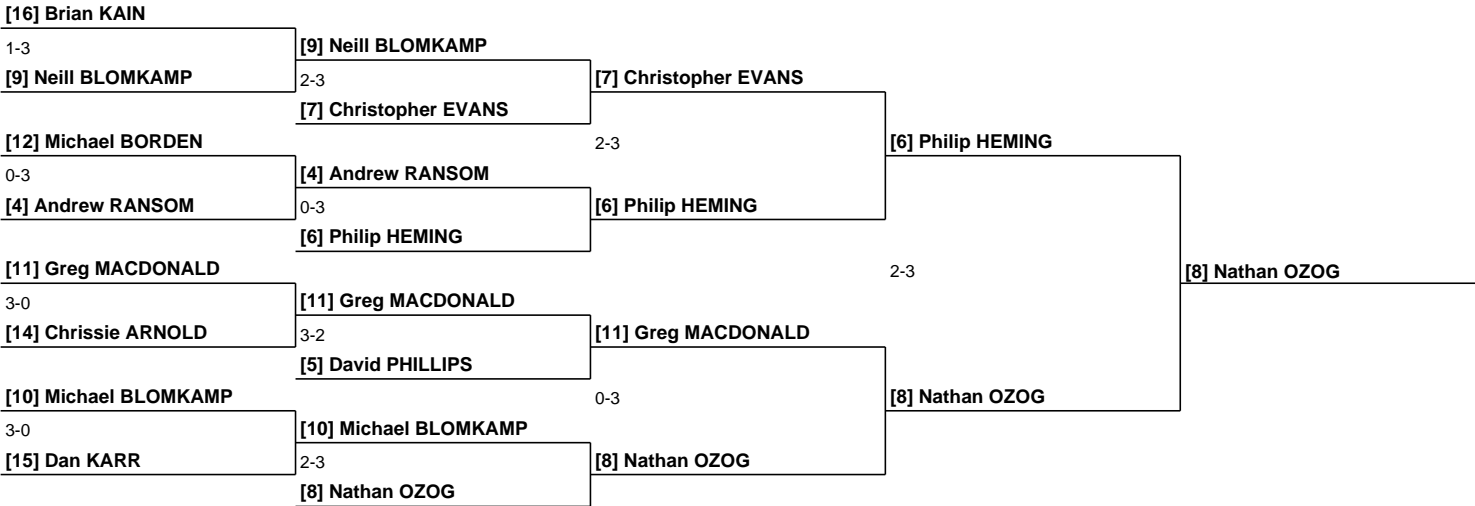 [16] Brian KAIN
1-3
[9] Neill BLOMKAMP
[9] Neill BLOMKAMP
2-3
[7] Christopher EVANS
[7] Christopher EVANS
[12] Michael BORDEN
2-3
[6] Philip HEMING
0-3
[4] Andrew RANSOM
[4] Andrew RANSOM
0-3
[6] Philip HEMING
[6] Philip HEMING
[11] Greg MACDONALD
2-3
[8] Nathan OZOG
3-0
[11] Greg MACDONALD
[14] Chrissie ARNOLD
3-2
[11] Greg MACDONALD
[5] David PHILLIPS
[10] Michael BLOMKAMP
0-3
[8] Nathan OZOG
3-0
[10] Michael BLOMKAMP
[15] Dan KARR
2-3
[8] Nathan OZOG
[8] Nathan OZOG